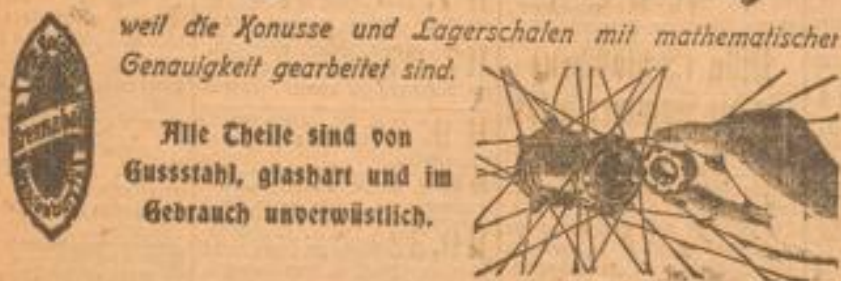 weil die Konusse und Lagerschalen mit mathematischer
Genauigkeit gearbeitet sind.
Brennabor
Alle Theile sind von
Gussstahl, glashart und im
Gebrauch unverwüstlich.